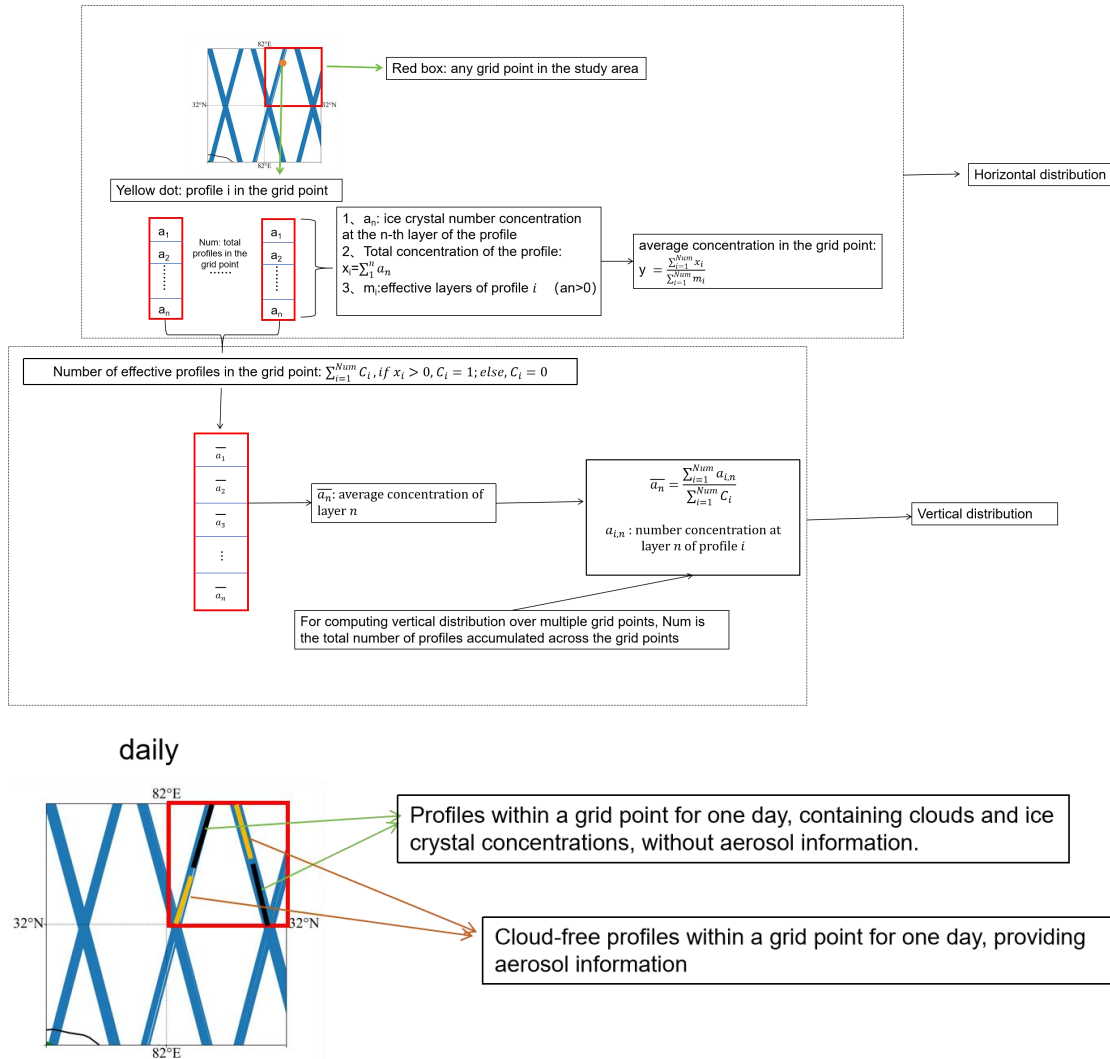 82°E
Red box: any grid point in the study area
32°N
32°N
82°E
Horizontal distribution
Yellow dot: profile i in the grid point
a₁
a₂
⋮
aₙ
Num: total
profiles in the
grid point
······
a₁
a₂
⋮
aₙ
1、aₙ: ice crystal number concentration
at the n-th layer of the profile
2、Total concentration of the profile:
xᵢ=∑₁ⁿ aₙ
3、mᵢ:effective layers of profile i （an>0)
average concentration in the grid point:
y = ∑ᵢ₌₁ᴺᵘᵐ xᵢ / ∑ᵢ₌₁ᴺᵘᵐ mᵢ
Number of effective profiles in the grid point: ∑ᵢ₌₁ᴺᵘᵐ Cᵢ, if xᵢ > 0, Cᵢ = 1; else, Cᵢ = 0
a̅₁
a̅₂
a̅₃
⋮
a̅ₙ
a̅ₙ: average concentration of
layer n
a̅ₙ = ∑ᵢ₌₁ᴺᵘᵐ aᵢ,ₙ / ∑ᵢ₌₁ᴺᵘᵐ Cᵢ
aᵢ,ₙ : number concentration at
layer n of profile i
Vertical distribution
For computing vertical distribution over multiple grid points, Num is
the total number of profiles accumulated across the grid points
daily
82°E
32°N
32°N
82°E
Profiles within a grid point for one day, containing clouds and ice
crystal concentrations, without aerosol information.
Cloud-free profiles within a grid point for one day, providing
aerosol information